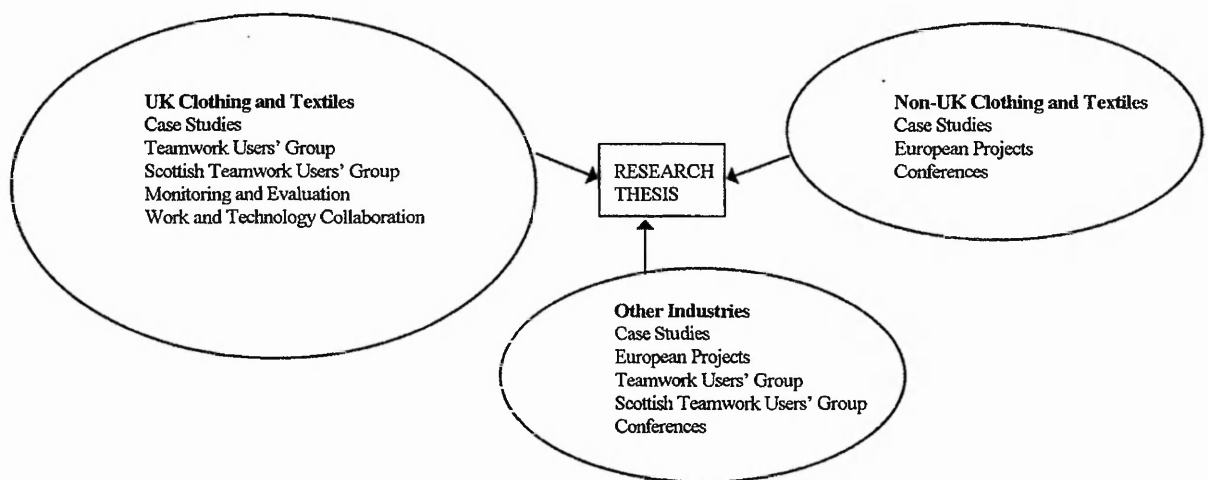 UK Clothing and Textiles
Case Studies
Teamwork Users' Group
Scottish Teamwork Users' Group
Monitoring and Evaluation
Work and Technology Collaboration
RESEARCH
THESIS
Non-UK Clothing and Textiles
Case Studies
European Projects
Conferences
Other Industries
Case Studies
European Projects
Teamwork Users' Group
Scottish Teamwork Users' Group
Conferences